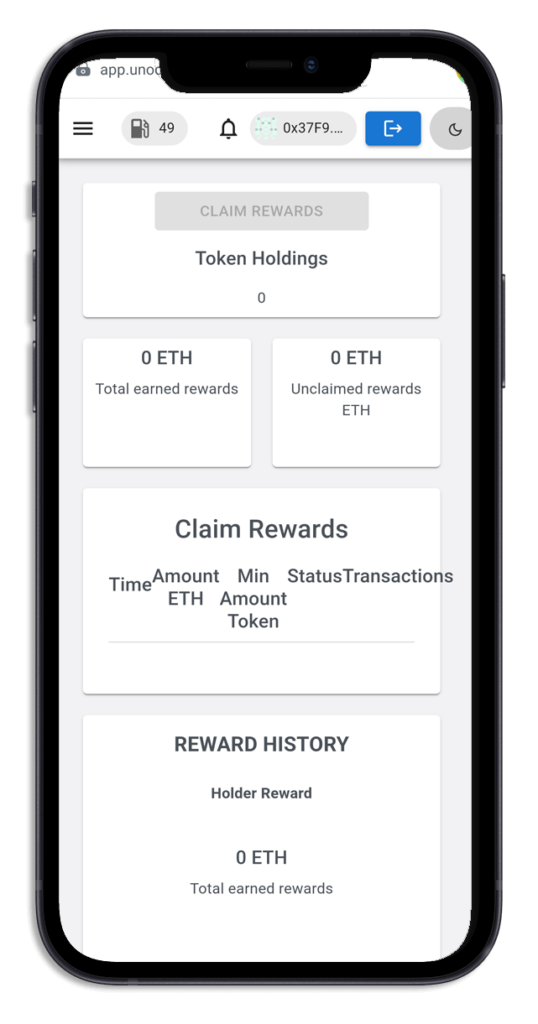 app.unoc
49
0x37F9....
CLAIM REWARDS
Token Holdings
0
0 ETH
Total earned rewards
0 ETH
Unclaimed rewards
ETH
Claim Rewards
Time Amount Min Status Transactions
ETH Amount
Token
REWARD HISTORY
Holder Reward
0 ETH
Total earned rewards